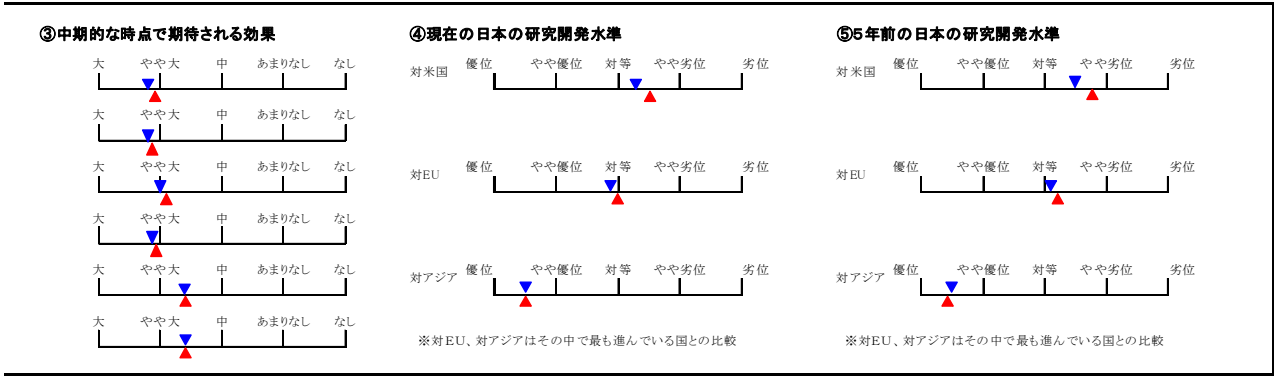 ③中期的な時点で期待される効果
大 やや大 中 あまりなし なし
大 やや大 中 あまりなし なし
大 やや大 中 あまりなし なし
大 やや大 中 あまりなし なし
大 やや大 中 あまりなし なし
大 やや大 中 あまりなし なし
④現在の日本の研究開発水準
対米国 優位 やや優位 対等 やや劣位 劣位
対EU 優位 やや優位 対等 やや劣位 劣位
対アジア 優位 やや優位 対等 やや劣位 劣位
※対EU、対アジアはその中で最も進んでいる国との比較
⑤5年前の日本の研究開発水準
対米国 優位 やや優位 対等 やや劣位 劣位
対EU 優位 やや優位 対等 やや劣位 劣位
対アジア 優位 やや優位 対等 やや劣位 劣位
※対EU、対アジアはその中で最も進んでいる国との比較